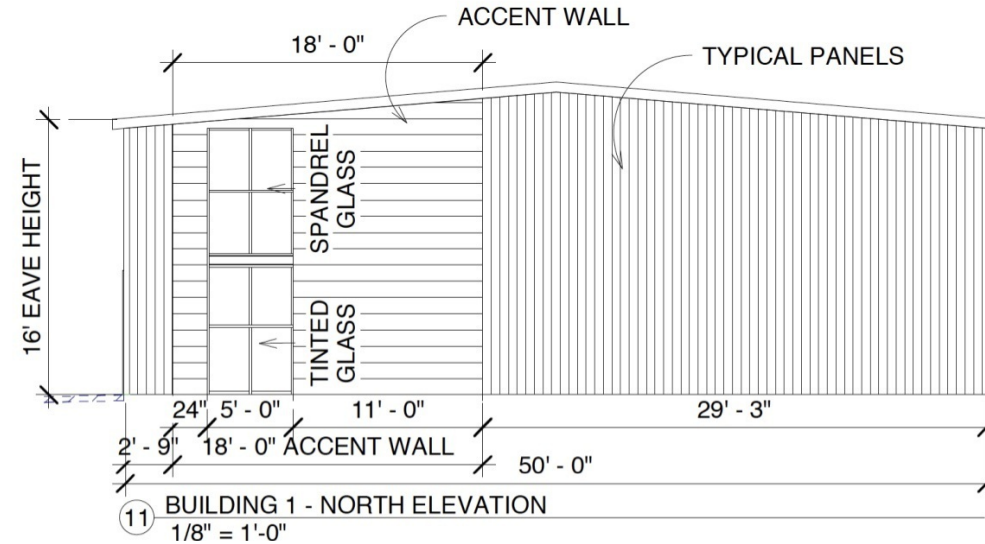 ACCENT WALL
18' - 0"
TYPICAL PANELS
16' EAVE HEIGHT
SPANDREL
GLASS
TINTED
GLASS
24" 5' - 0" 11' - 0" 29' - 3"
2' - 9" 18' - 0" ACCENT WALL
50' - 0"
11 BUILDING 1 - NORTH ELEVATION
1/8" = 1'-0"